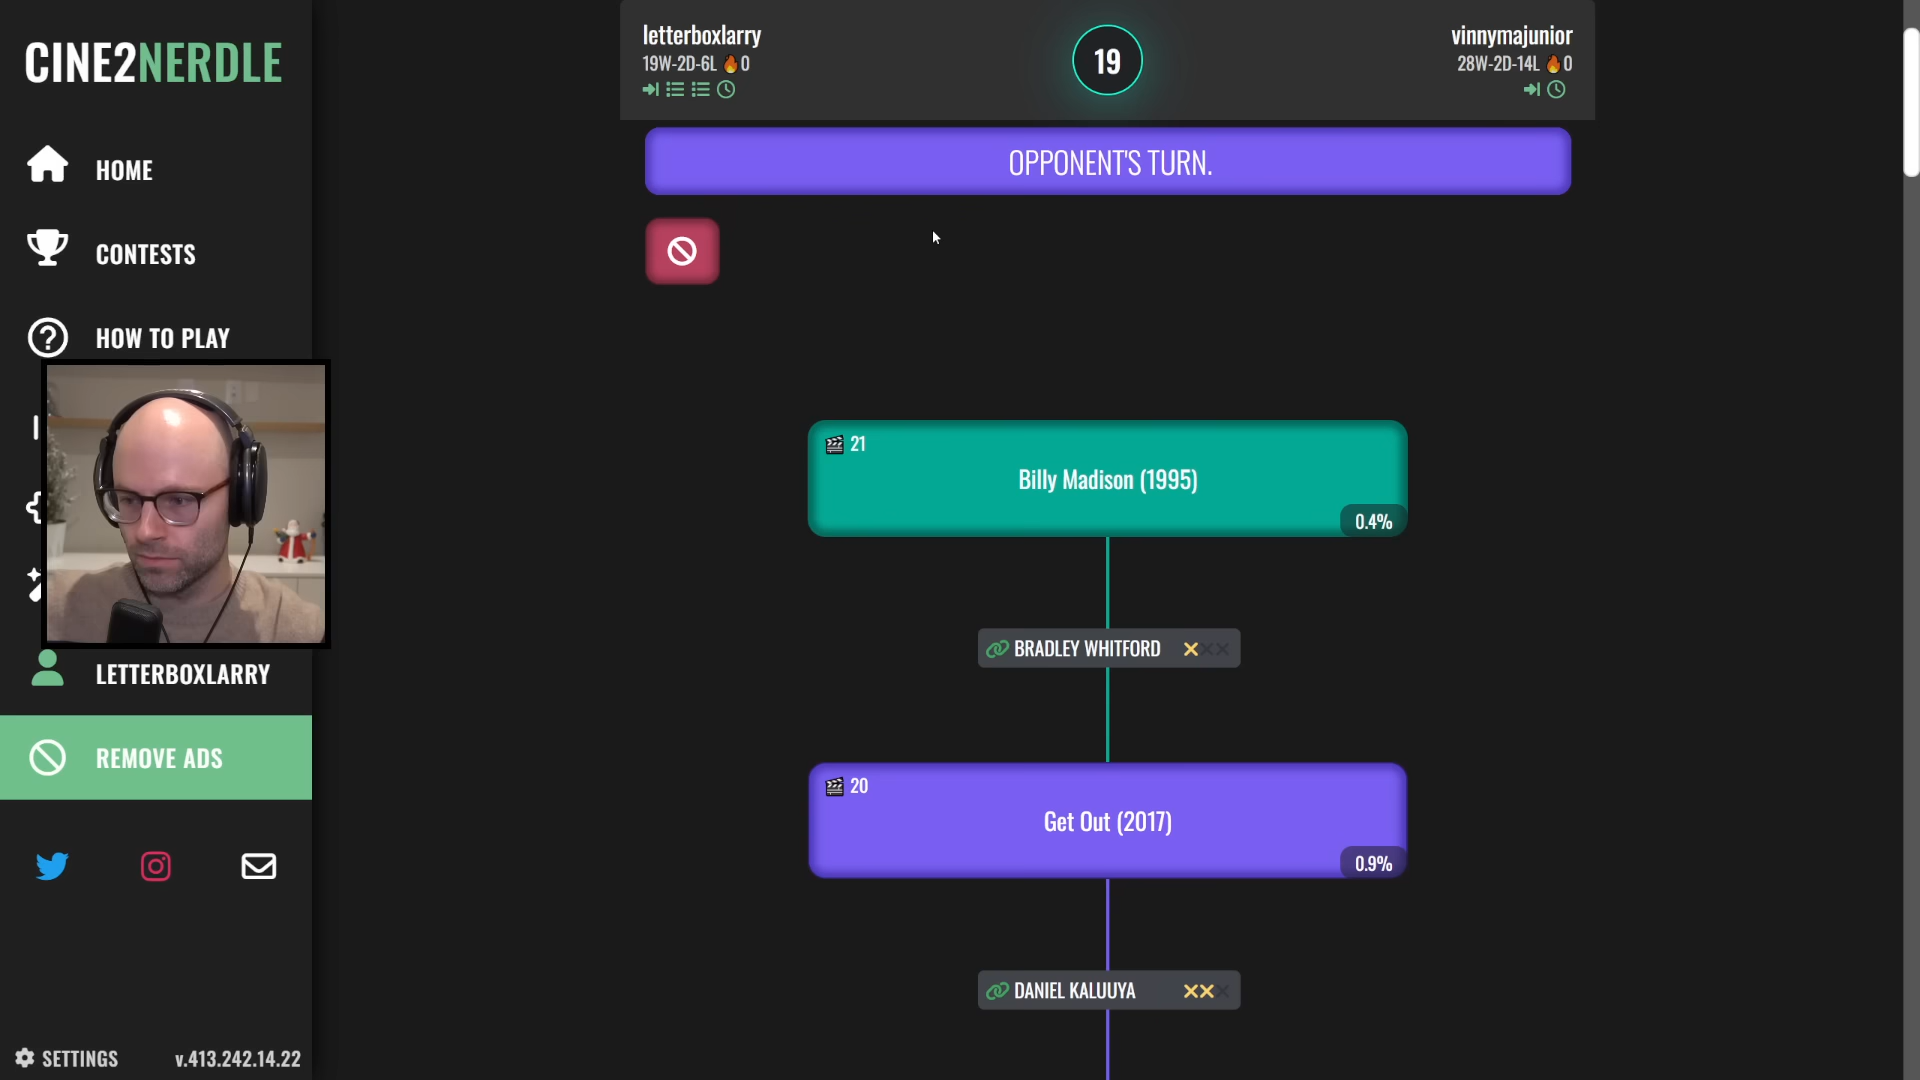 CINE2NERDLE
HOME
CONTESTS
HOW TO PLAY
LETTERBOXLARRY
REMOVE ADS
SETTINGS
v.413.242.14.22
letterboxlarry
19W-2D-6L 🔥0
19
vinnymajunior
28W-2D-14L 🔥0
OPPONENT'S TURN.
21
Billy Madison (1995)
0.4%
BRADLEY WHITFORD
20
Get Out (2017)
0.9%
DANIEL KALUUYA